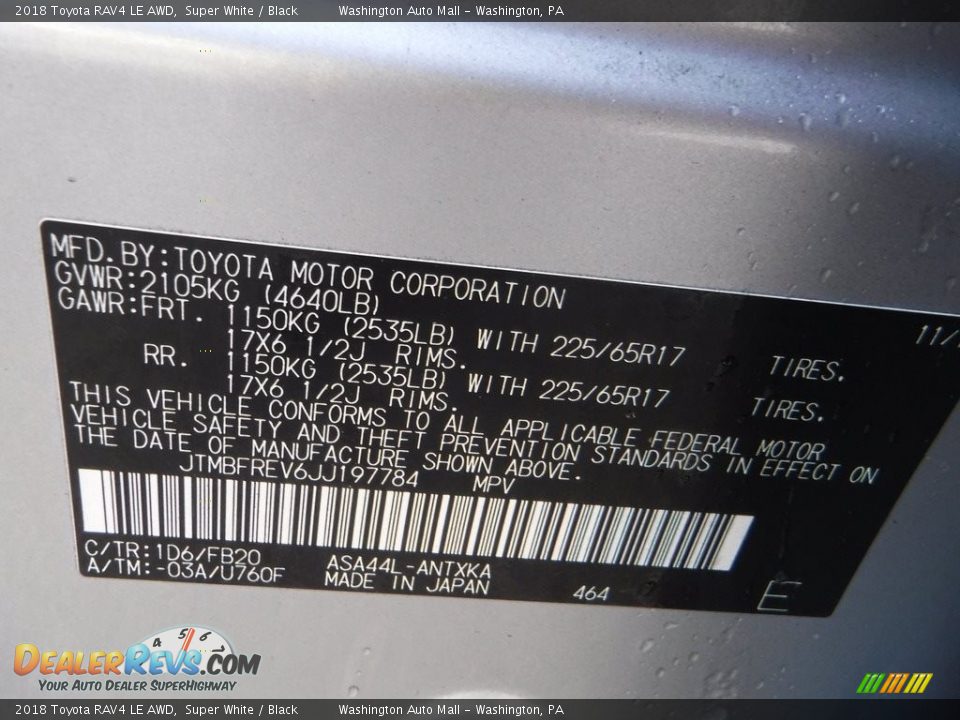 2018 Toyota RAV4 LE AWD, Super White / Black Washington Auto Mall - Washington, PA
MFD.BY:TOYOTA MOTOR CORPORATION
GVWR:2105KG (4640LB) 11/
GAWR:FRT. 1150KG (2535LB) WITH 225/65R17 TIRES.
17X6 1/2J RIMS.
RR. 1150KG (2535LB) WITH 225/65R17 TIRES.
17X6 1/2J RIMS.
THIS VEHICLE CONFORMS TO ALL APPLICABLE FEDERAL MOTOR
VEHICLE SAFETY AND THEFT PREVENTION STANDARDS IN EFFECT ON
THE DATE OF MANUFACTURE SHOWN ABOVE.
JTMBFREV6JJ197784 MPV
C/TR:1D6/FB20 ASA44L-ANTXKA
A/TM:-03A/U760F MADE IN JAPAN 464 E
4 5 6
DEALERREVS.COM
YOUR AUTO DEALER SUPERHIGHWAY
2018 Toyota RAV4 LE AWD, Super White / Black Washington Auto Mall - Washington, PA